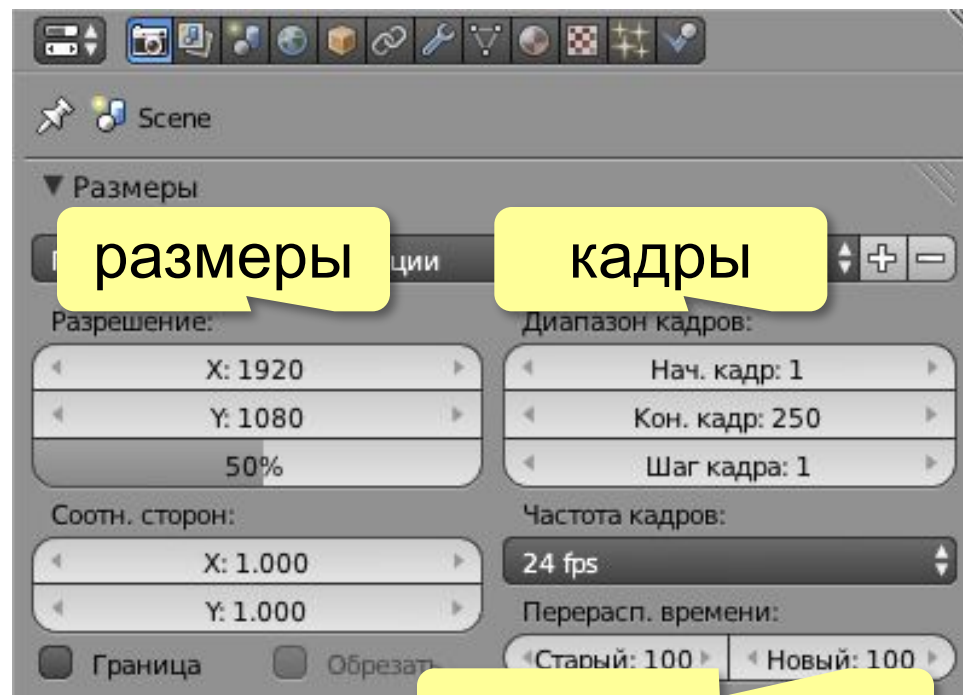 Scene
Размеры
размеры
кадры
ции
Разрешение:
X: 1920
Y: 1080
50%
Диапазон кадров:
Нач. кадр: 1
Кон. кадр: 250
Шаг кадра: 1
Соотн. сторон:
X: 1.000
Y: 1.000
Частота кадров:
24 fps
Перерасп. времени:
Старый: 100
Новый: 100
Граница
Обрезать